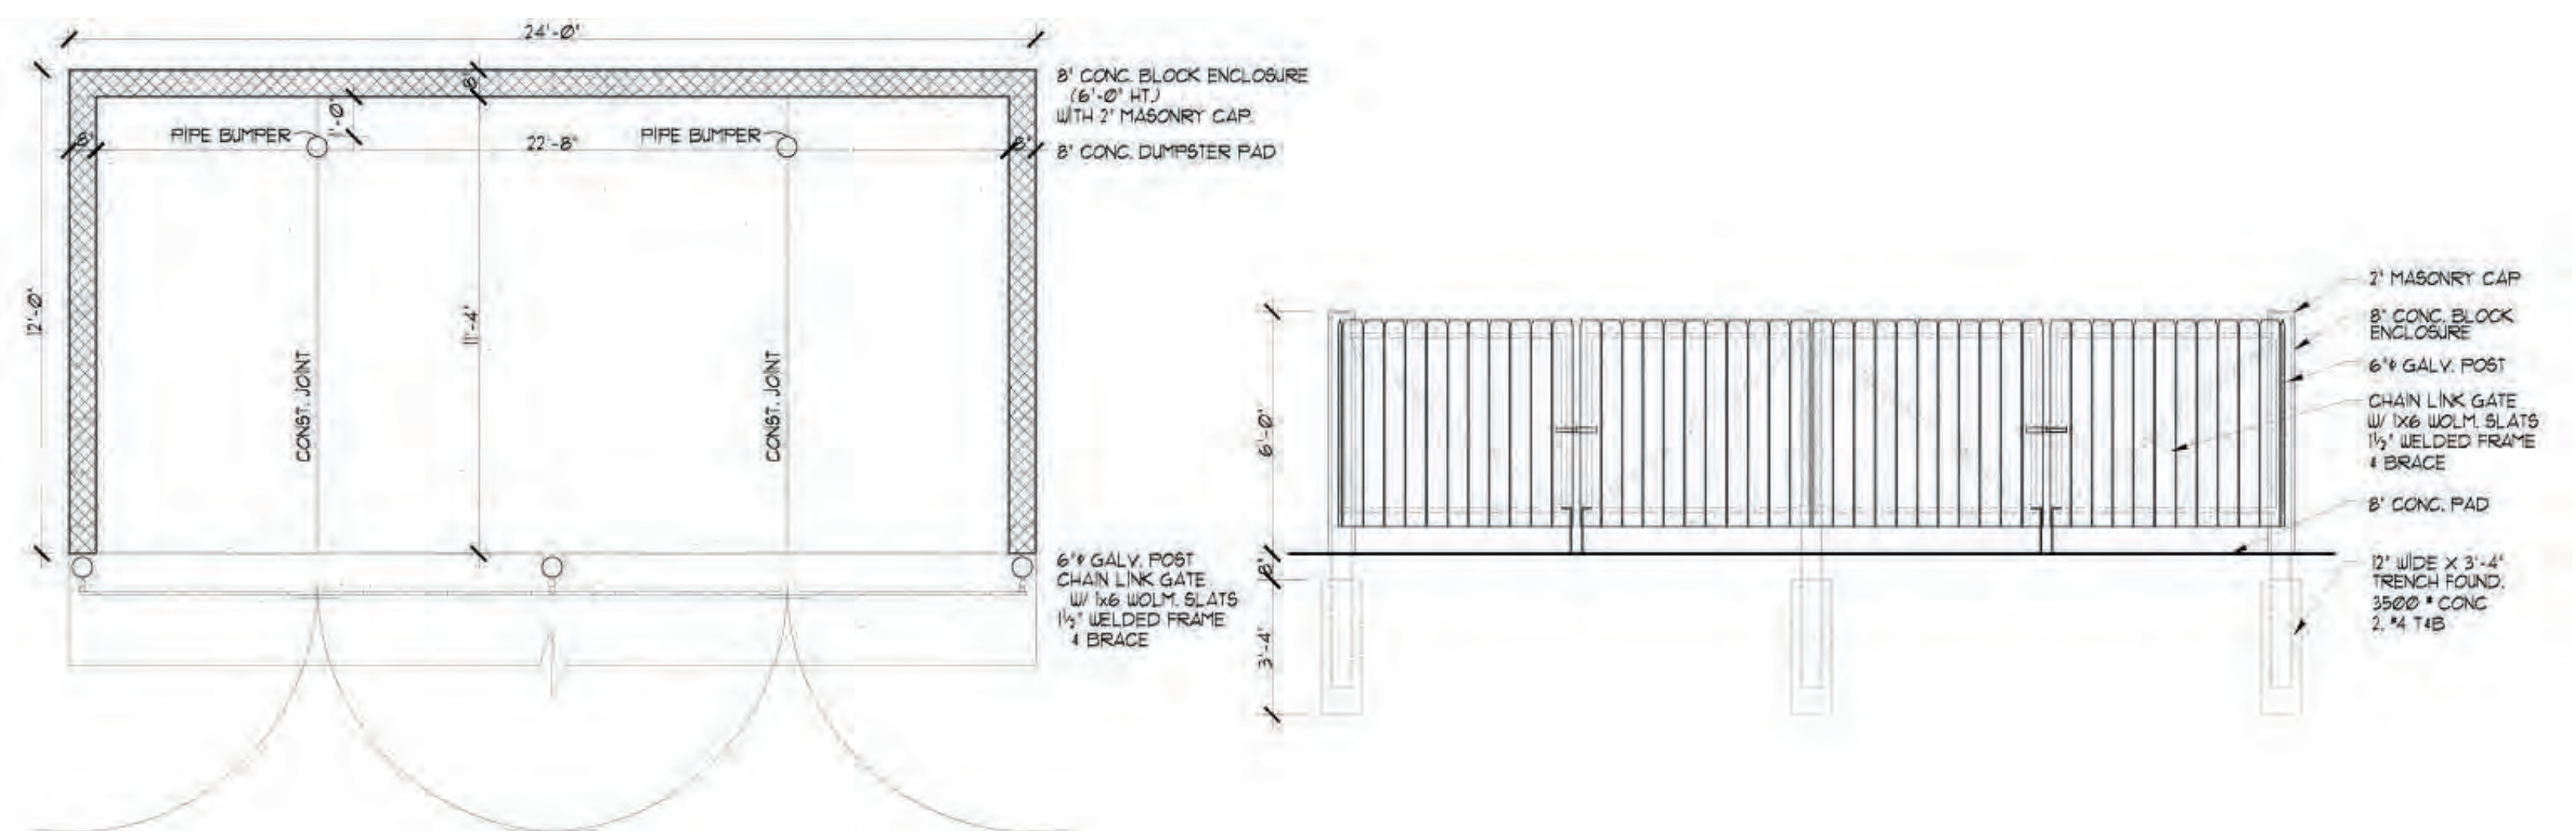 24'-0"
8" CONC. BLOCK ENCLOSURE
(6'-0" HT.)
WITH 2" MASONRY CAP.
8"
1'-0"
PIPE BUMPER
22'-8"
PIPE BUMPER
8"
8"
8" CONC. DUMPSTER PAD
12'-0"
11'-4"
CONST. JOINT
CONST. JOINT
6"φ GALV. POST
CHAIN LINK GATE
W/ 1x6 WOLM. SLATS
1½" WELDED FRAME
& BRACE
2" MASONRY CAP
8" CONC. BLOCK
ENCLOSURE
6"φ GALV. POST
CHAIN LINK GATE
W/ 1X6 WOLM. SLATS
1½" WELDED FRAME
& BRACE
6'-0"
8" CONC. PAD
8"
12" WIDE X 3'-4"
TRENCH FOUND.
3500 # CONC
2. #4 T&B
3'-4"